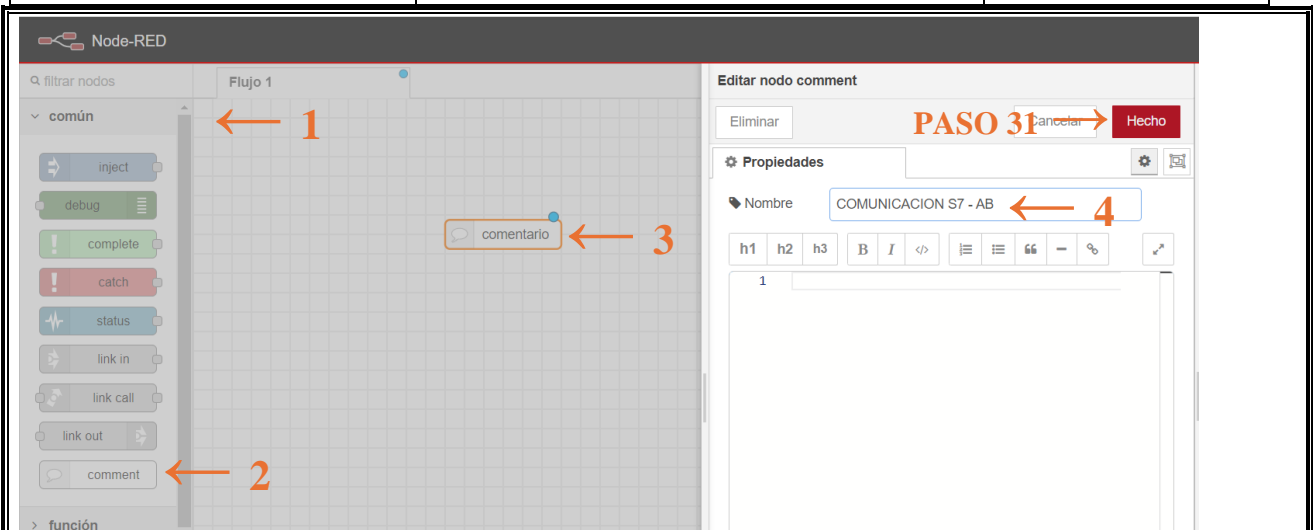 Node-RED
filtrar nodos
Flujo 1
Editar nodo comment
común
1
Eliminar
PASO 31
Cancelar
Hecho
inject
Propiedades
debug
Nombre
COMUNICACION S7 - AB
4
comentario
3
complete
h1 h2 h3 B I </>
catch
1
status
link in
link call
link out
comment
2
función